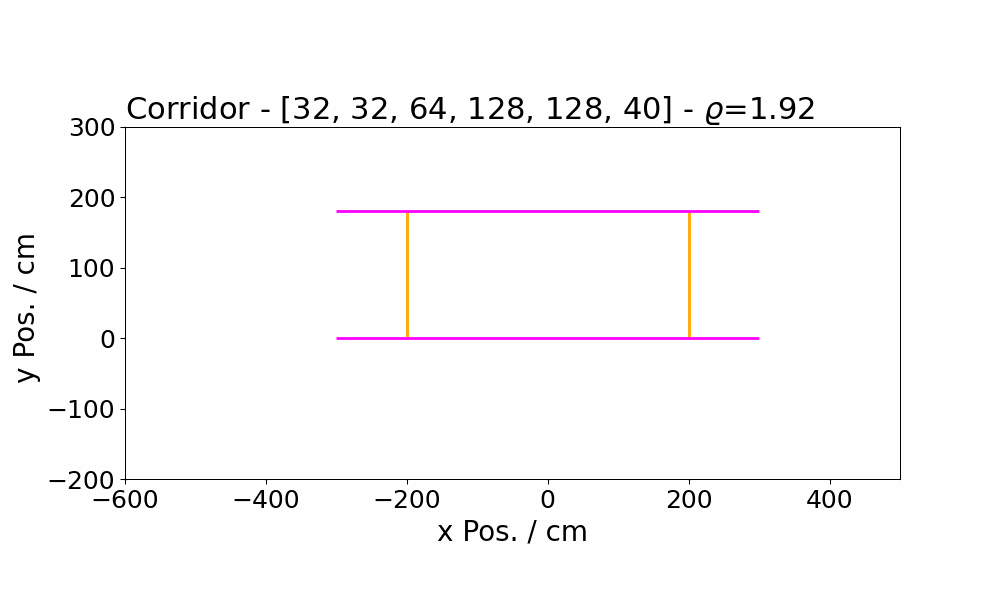 Corridor - [32, 32, 64, 128, 128, 40] - ϱ=1.92
300
200
100
0
−100
−200
y Pos. / cm
−600 −400 −200 0 200 400
x Pos. / cm